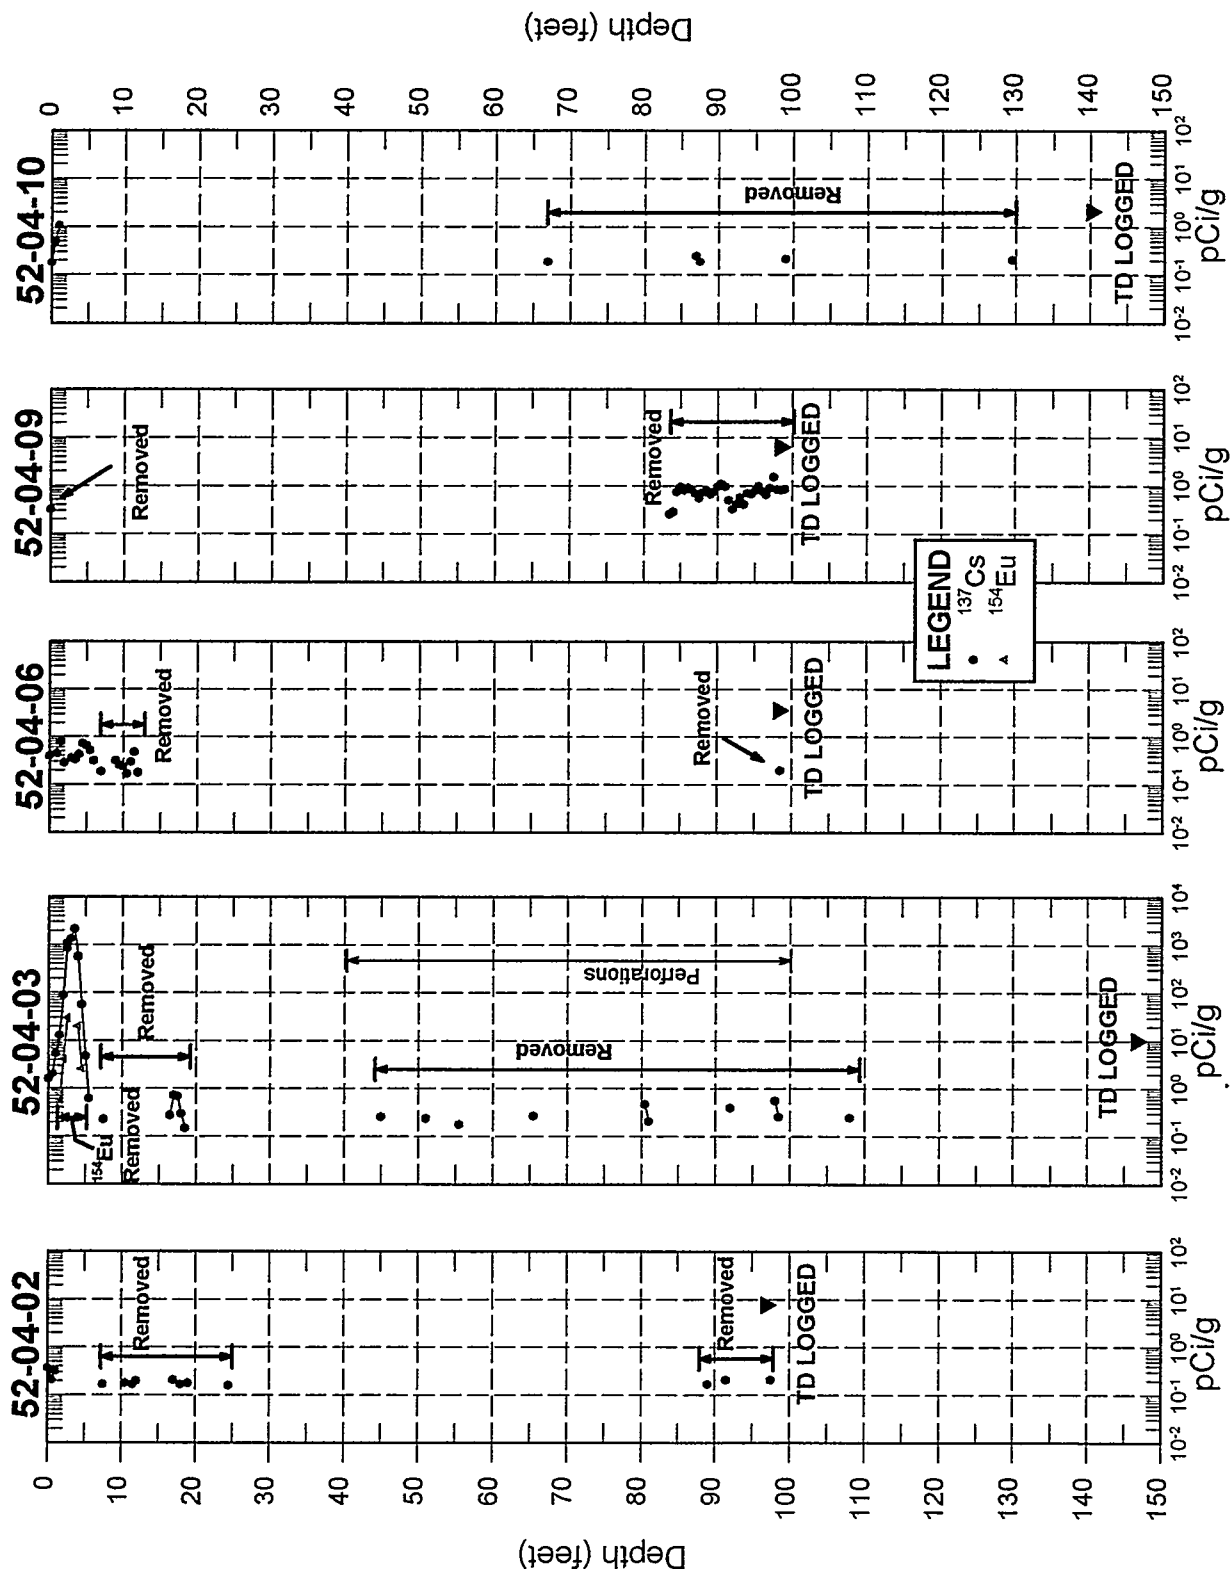 52-04-02
52-04-03
52-04-06
52-04-09
52-04-10
Depth (feet)
0
10
20
30
40
50
60
70
80
90
100
110
120
130
140
150
Removed
Removed
TD LOGGED
10⁻² 10⁻¹ 10⁰ 10¹ 10²
pCi/g
¹⁵⁴Eu
Removed
Removed
Perforations
Removed
TD LOGGED
10⁻² 10⁻¹ 10⁰ 10¹ 10² 10³ 10⁴
pCi/g
Removed
Removed
TD LOGGED
10⁻² 10⁻¹ 10⁰ 10¹ 10²
pCi/g
Removed
Removed
TD LOGGED
10⁻² 10⁻¹ 10⁰ 10¹ 10²
pCi/g
Removed
TD LOGGED
10⁻² 10⁻¹ 10⁰ 10¹ 10²
pCi/g
Depth (feet)
0
10
20
30
40
50
60
70
80
90
100
110
120
130
140
150
LEGEND
¹³⁷Cs
¹⁵⁴Eu